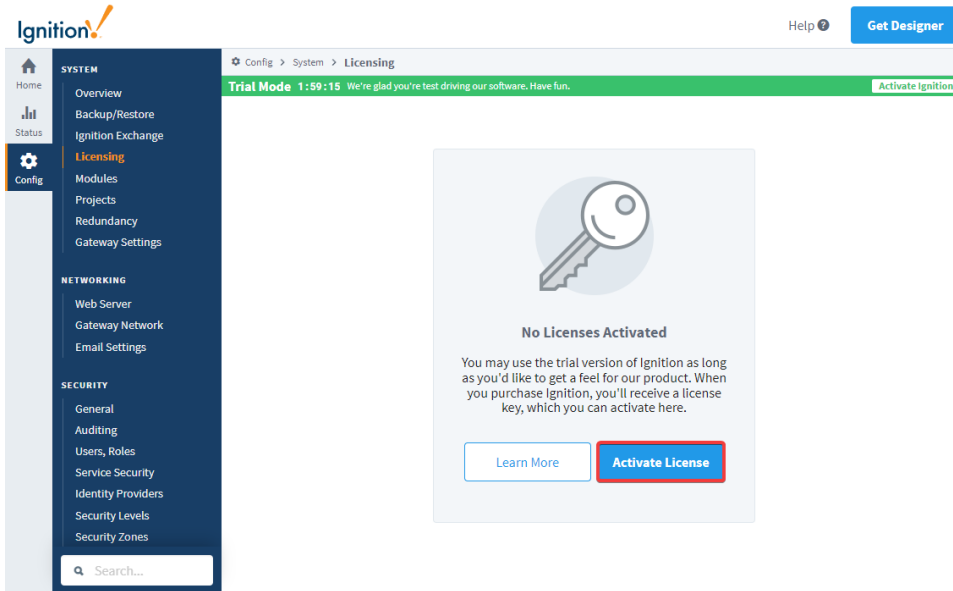 Ignition!
Help ?
Get Designer
Home
Status
Config
SYSTEM
Overview
Backup/Restore
Ignition Exchange
Licensing
Modules
Projects
Redundancy
Gateway Settings
NETWORKING
Web Server
Gateway Network
Email Settings
SECURITY
General
Auditing
Users, Roles
Service Security
Identity Providers
Security Levels
Security Zones
Search...
Config > System > Licensing
Trial Mode 1:59:15 We're glad you're test driving our software. Have fun.
Activate Ignition
No Licenses Activated
You may use the trial version of Ignition as long
as you'd like to get a feel for our product. When
you purchase Ignition, you'll receive a license
key, which you can activate here.
Learn More
Activate License